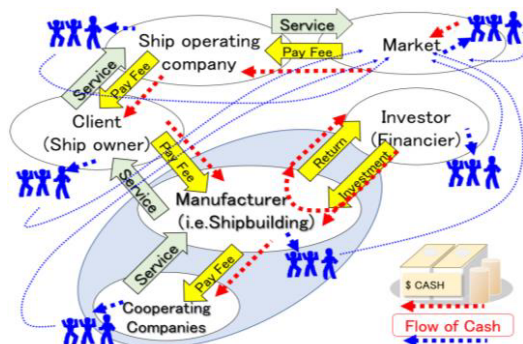 Service
Ship operating
company
Pay Fee
Market
Service
Pay Fee
Client
(Ship owner)
Pay Fee
Investor
(Financier)
Return
Investment
Service
Manufacturer
(i.e.Shipbuilding)
Service
Pay Fee
Cooperating
Companies
$ CASH
Flow of Cash